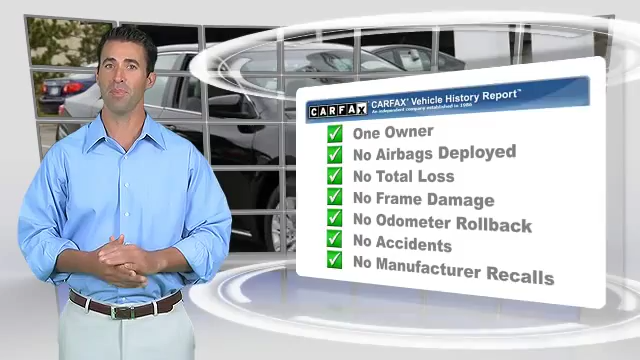 CARFAX
CARFAX Vehicle History Report™
An independent company established in 1986
One Owner
No Airbags Deployed
No Total Loss
No Frame Damage
No Odometer Rollback
No Accidents
No Manufacturer Recalls